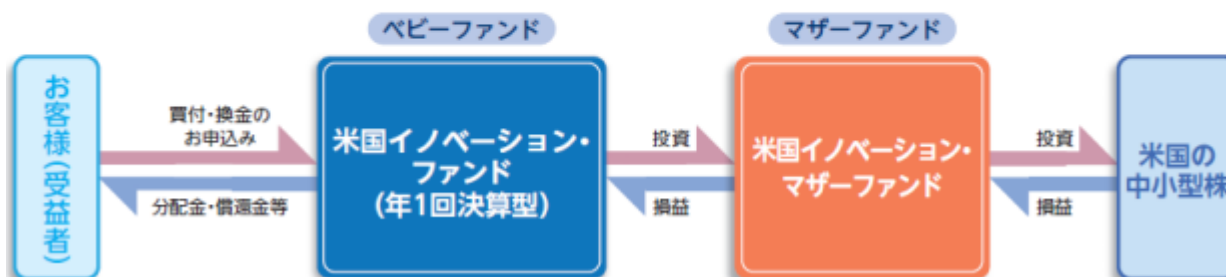 ベビーファンド
マザーファンド
お客様(受益者)
買付・換金の
お申込み
分配金・償還金等
米国イノベーション・
ファンド
(年1回決算型)
投資
損益
米国イノベーション・
マザーファンド
投資
損益
米国の
中小型株